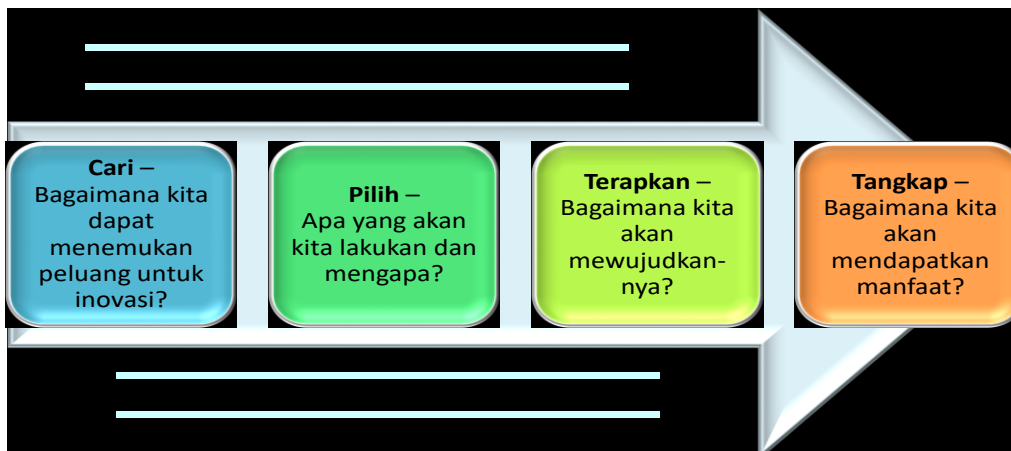 Cari –
Bagaimana kita
dapat
menemukan
peluang untuk
inovasi?
Pilih –
Apa yang akan
kita lakukan dan
mengapa?
Terapkan –
Bagaimana kita
akan
mewujudkan-
nya?
Tangkap –
Bagaimana kita
akan
mendapatkan
manfaat?